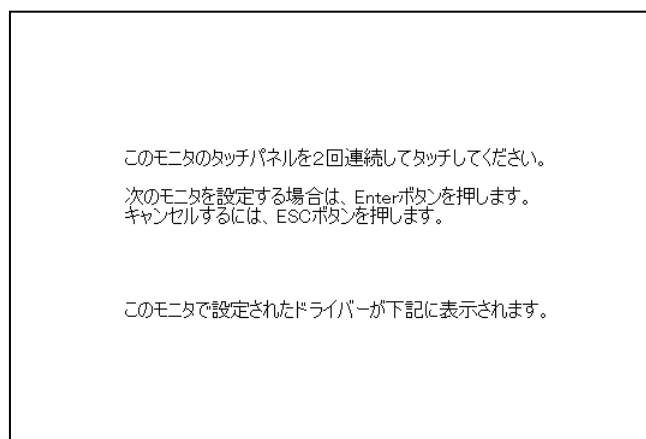 このモニタのタッチパネルを2回連続してタッチしてください。
次のモニタを設定する場合は、Enterボタンを押します。
キャンセルするには、ESCボタンを押します。
このモニタで設定されたドライバーが下記に表示されます。